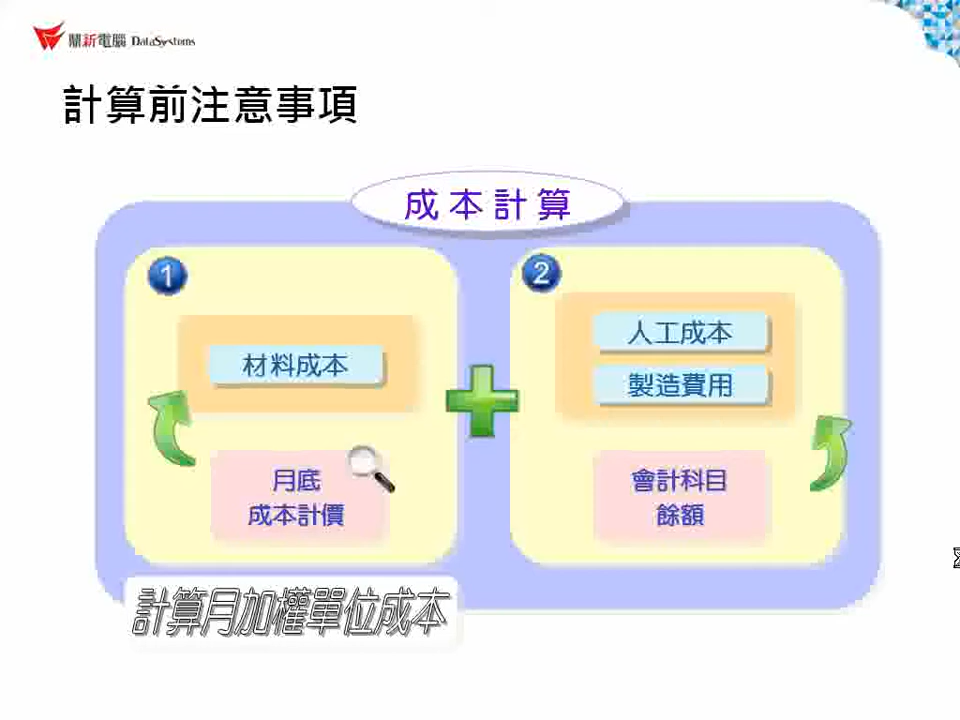 鼎新電腦 DataSystems
計算前注意事項
成本計算
1
材料成本
月底
成本計價
2
人工成本
製造費用
會計科目
餘額
計算月加權單位成本